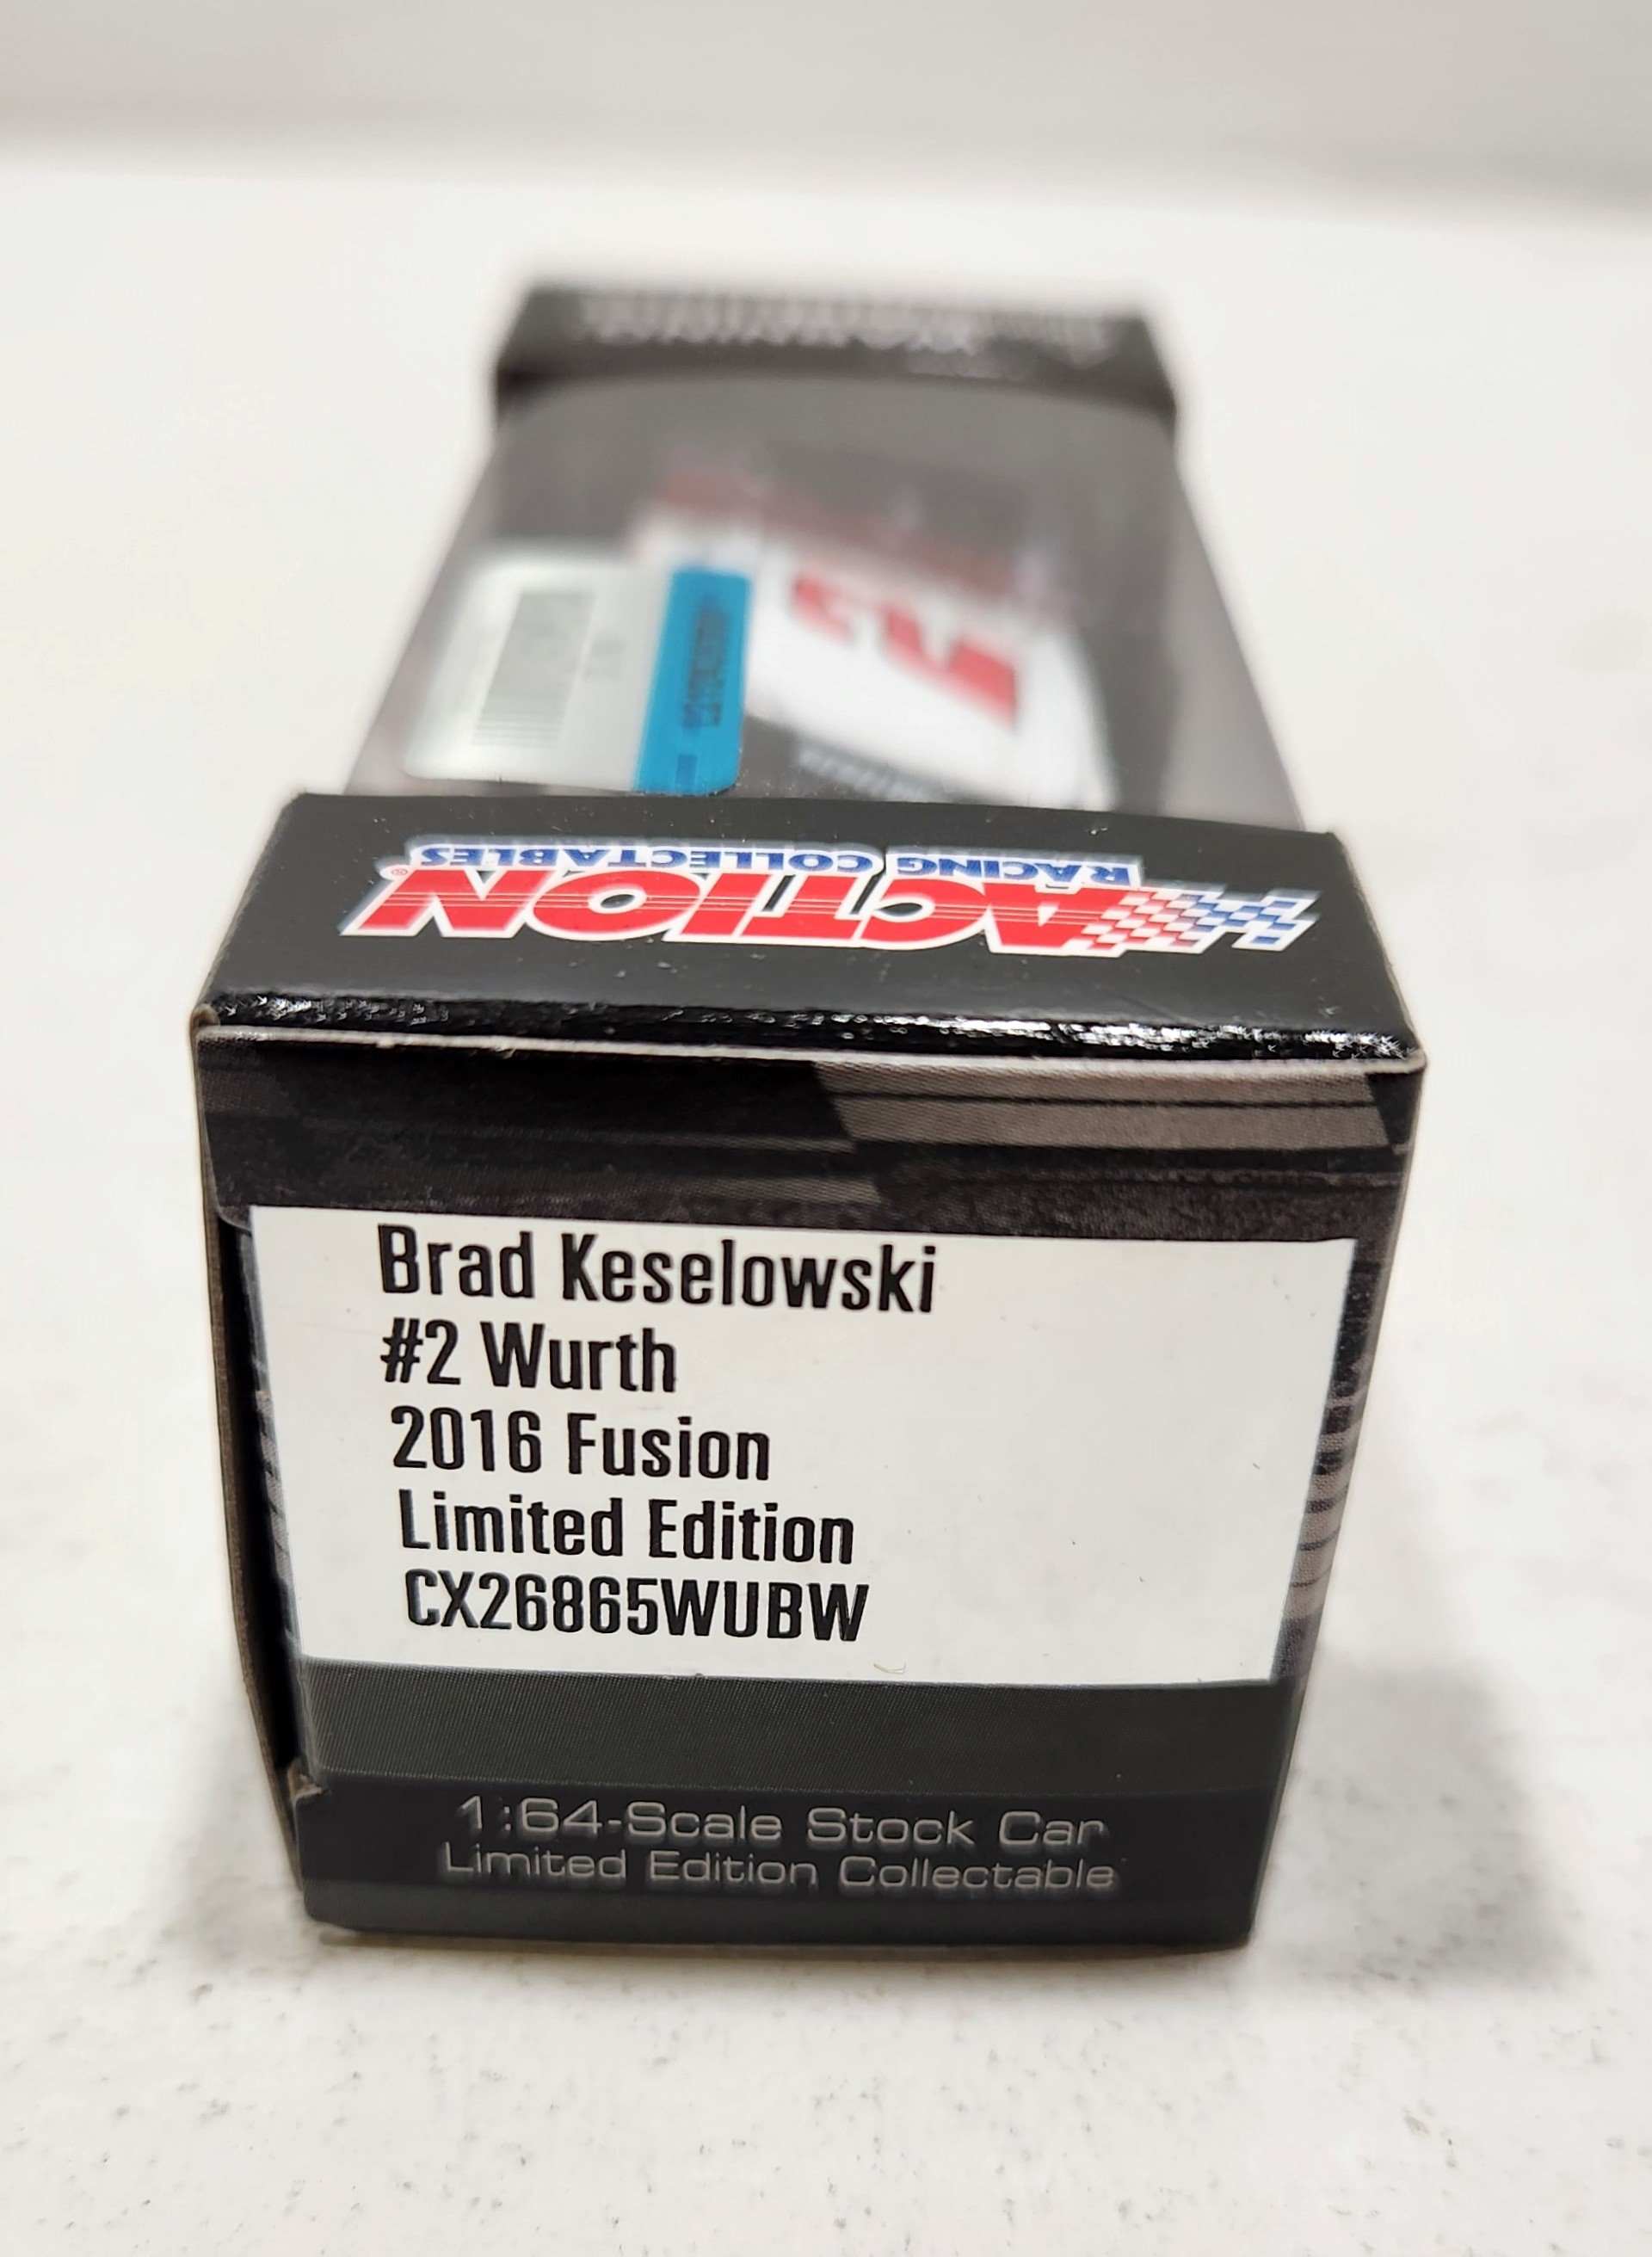 ACTION®
RACING COLLECTABLES
Brad Keselowski
#2 Wurth
2016 Fusion
Limited Edition
CX26865WUBW
1:64-Scale Stock Car
Limited Edition Collectable